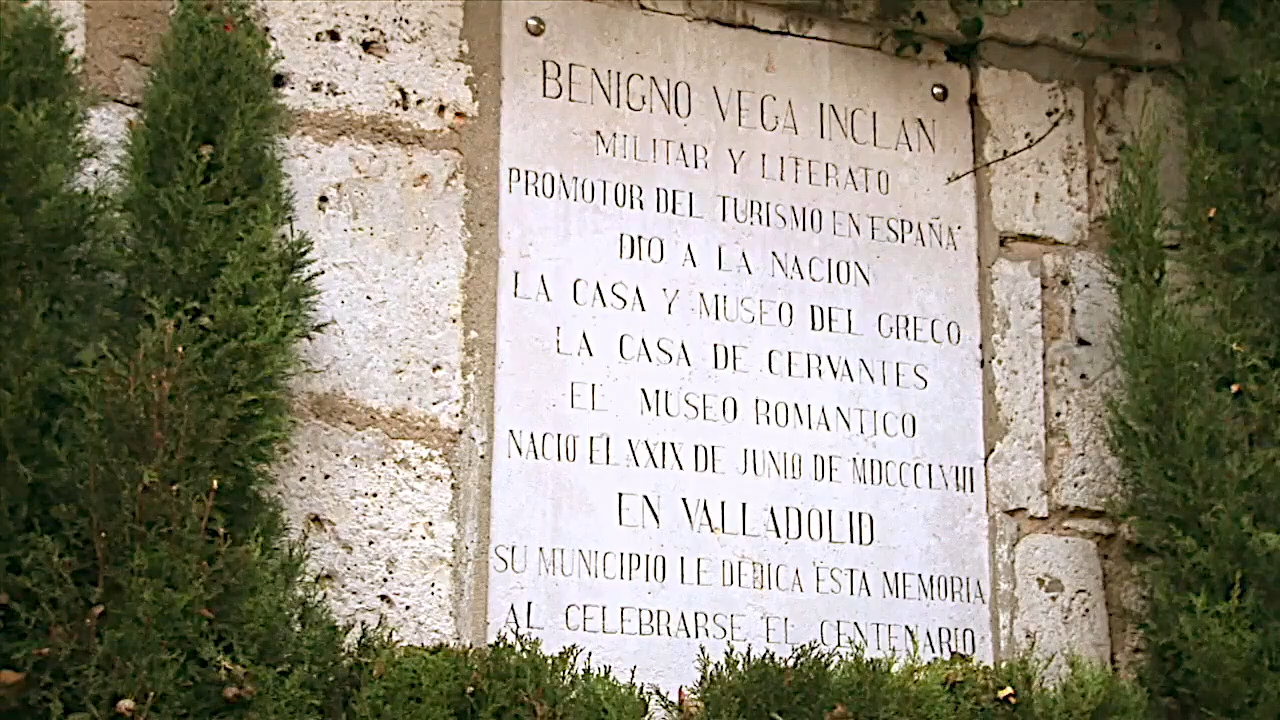 BENIGNO VEGA INCLAN
MILITAR Y LITERATO
PROMOTOR DEL TURISMO EN ESPAÑA
DIO A LA NACION
LA CASA Y MUSEO DEL GRECO
LA CASA DE CERVANTES
EL MUSEO ROMANTICO
NACIO EL XXIX DE JUNIO DE MDCCCLVIII
EN VALLADOLID
SU MUNICIPIO LE DEDICA ESTA MEMORIA
AL CELEBRARSE EL CENTENARIO